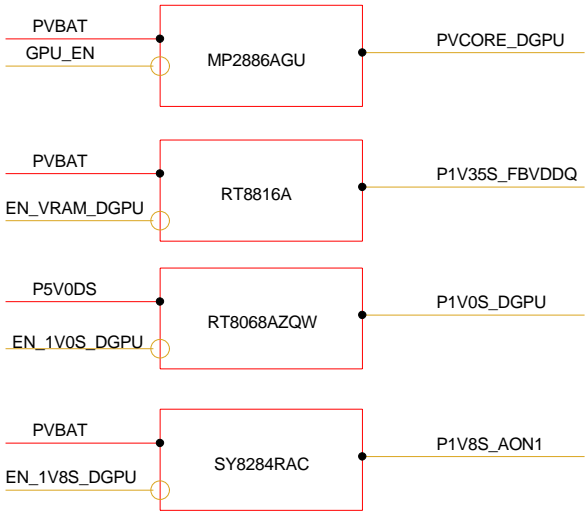 PVBAT
GPU_EN
MP2886AGU
PVCORE_DGPU
PVBAT
EN_VRAM_DGPU
RT8816A
P1V35S_FBVDDQ
P5V0DS
EN_1V0S_DGPU
RT8068AZQW
P1V0S_DGPU
PVBAT
EN_1V8S_DGPU
SY8284RAC
P1V8S_AON1